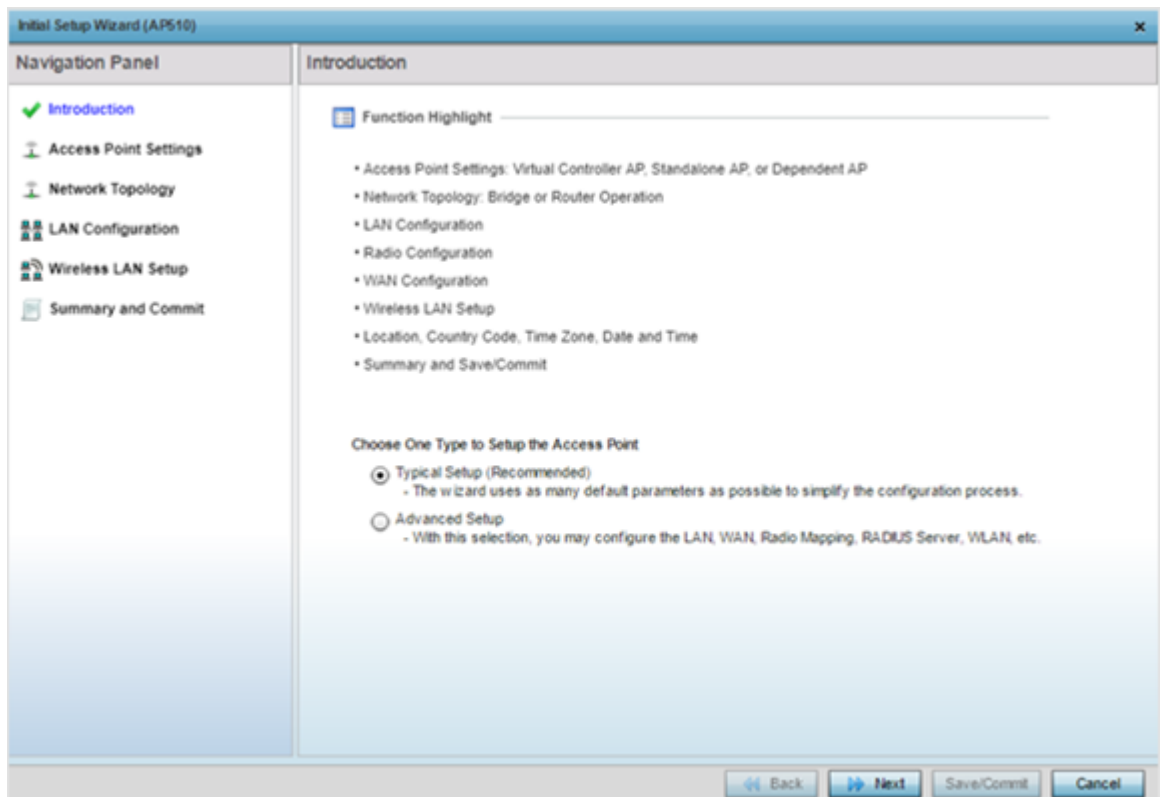 Initial Setup Wizard (AP510)
Navigation Panel
Introduction
Access Point Settings
Network Topology
LAN Configuration
Wireless LAN Setup
Summary and Commit
Introduction
Function Highlight
• Access Point Settings: Virtual Controller AP, Standalone AP, or Dependent AP
• Network Topology: Bridge or Router Operation
• LAN Configuration
• Radio Configuration
• WAN Configuration
• Wireless LAN Setup
• Location, Country Code, Time Zone, Date and Time
• Summary and Save/Commit
Choose One Type to Setup the Access Point
Typical Setup (Recommended)
- The wizard uses as many default parameters as possible to simplify the configuration process.
Advanced Setup
- With this selection, you may configure the LAN, WAN, Radio Mapping, RADIUS Server, WLAN, etc.
Back Next Save/Commit Cancel